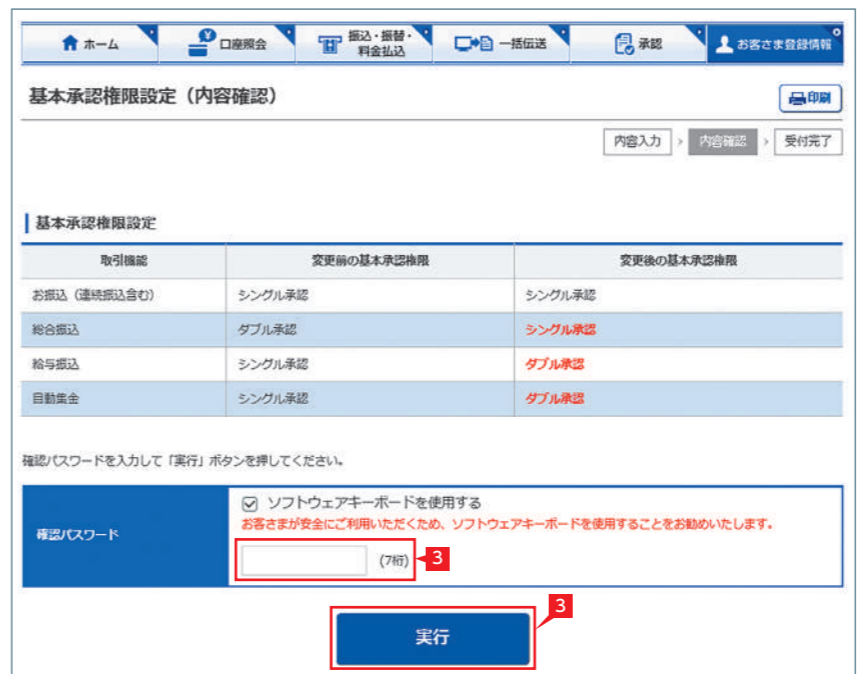 ホーム
口座照会
振込・振替・
料金払込
一括伝送
承認
お客さま登録情報
基本承認権限設定（内容確認）
印刷
内容入力 › 内容確認 › 受付完了
基本承認権限設定
取引機能 変更前の基本承認権限 変更後の基本承認権限
お振込（連続振込含む） シングル承認 シングル承認
総合振込 ダブル承認 シングル承認
給与振込 シングル承認 ダブル承認
自動集金 シングル承認 ダブル承認
確認パスワードを入力して「実行」ボタンを押してください。
確認パスワード
ソフトウェアキーボードを使用する
お客さまが安全にご利用いただくため、ソフトウェアキーボードを使用することをお勧めいたします。
(7桁) 3
3
実行